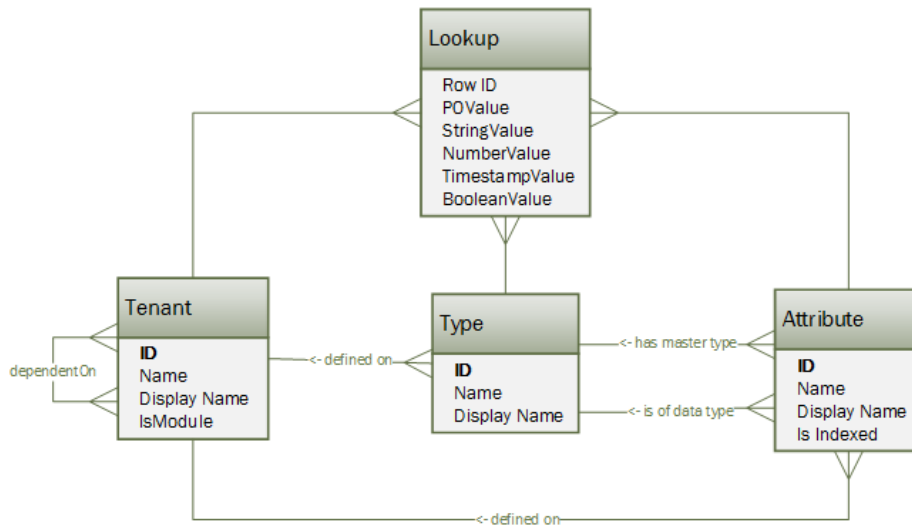 Lookup
Row ID
POValue
StringValue
NumberValue
TimestampValue
BooleanValue
Tenant
ID
Name
Display Name
IsModule
dependentOn
<- defined on
Type
ID
Name
Display Name
<- has master type
<- is of data type
Attribute
ID
Name
Display Name
Is Indexed
<- defined on